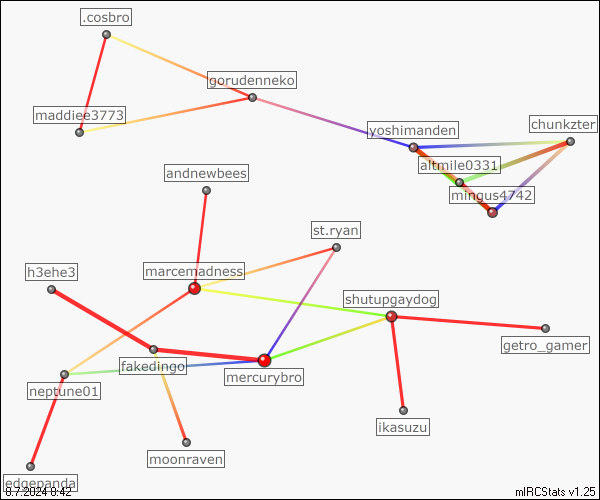 .cosbro
gorudenneko
maddiee3773
yoshimanden
chunkzter
altmile0331
mingus4742
andnewbees
st.ryan
marcemadness
h3ehe3
shutupgaydog
getro_gamer
fakedingo
mercurybro
neptune01
ikasuzu
moonraven
edgepanda
8.7.2024 8:42
mIRCStats v1.25